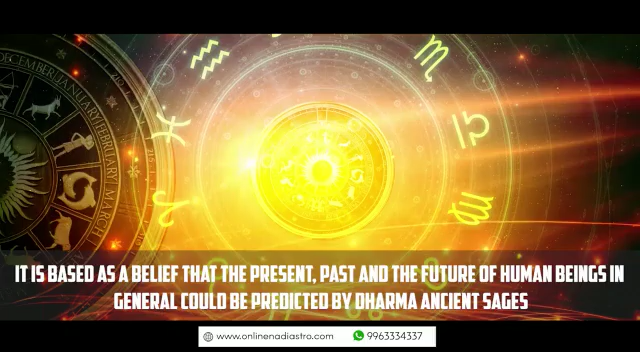 DECEMBER JANUARY FEBRUARY MARCH
IT IS BASED AS A BELIEF THAT THE PRESENT, PAST AND THE FUTURE OF HUMAN BEINGS IN
GENERAL COULD BE PREDICTED BY DHARMA ANCIENT SAGES
www.onlinenadiastro.com 9963334337